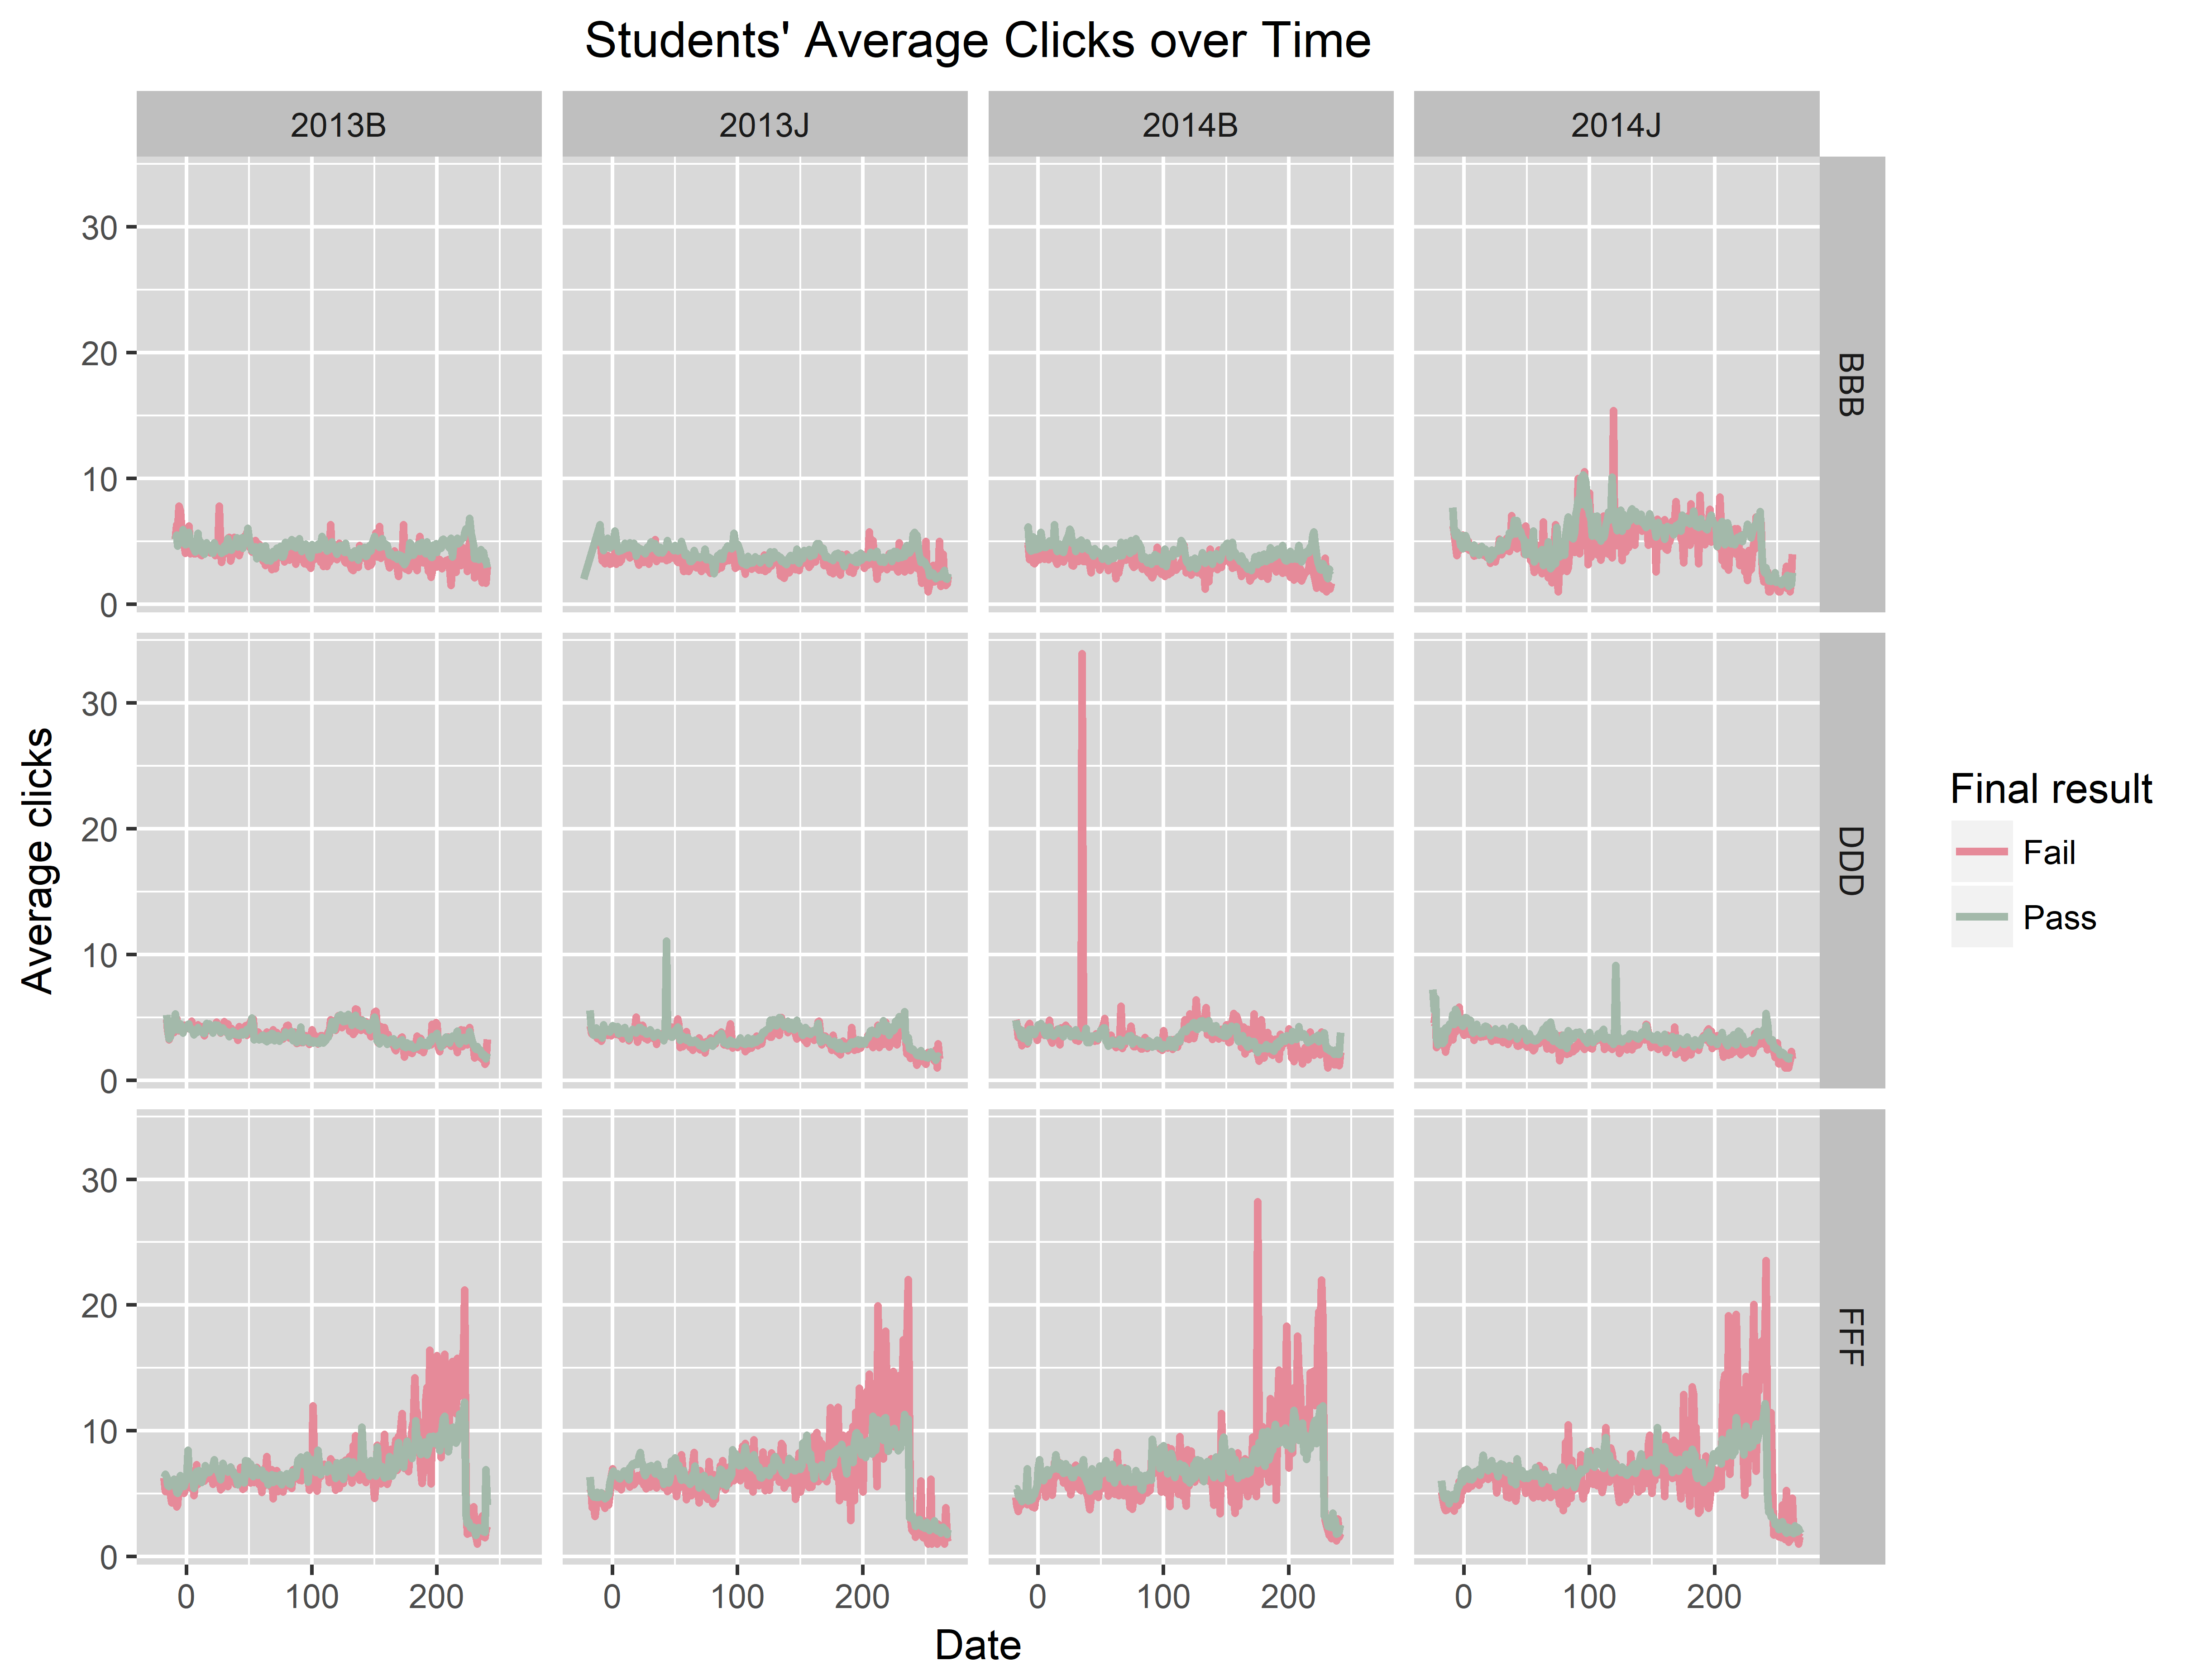 Students' Average Clicks over Time
2013B 2013J 2014B 2014J
30
20
10
0
BBB
30
20
10
0
DDD
30
20
10
0
FFF
0 100 200 0 100 200 0 100 200 0 100 200
Date
Average clicks
Final result
Fail
Pass